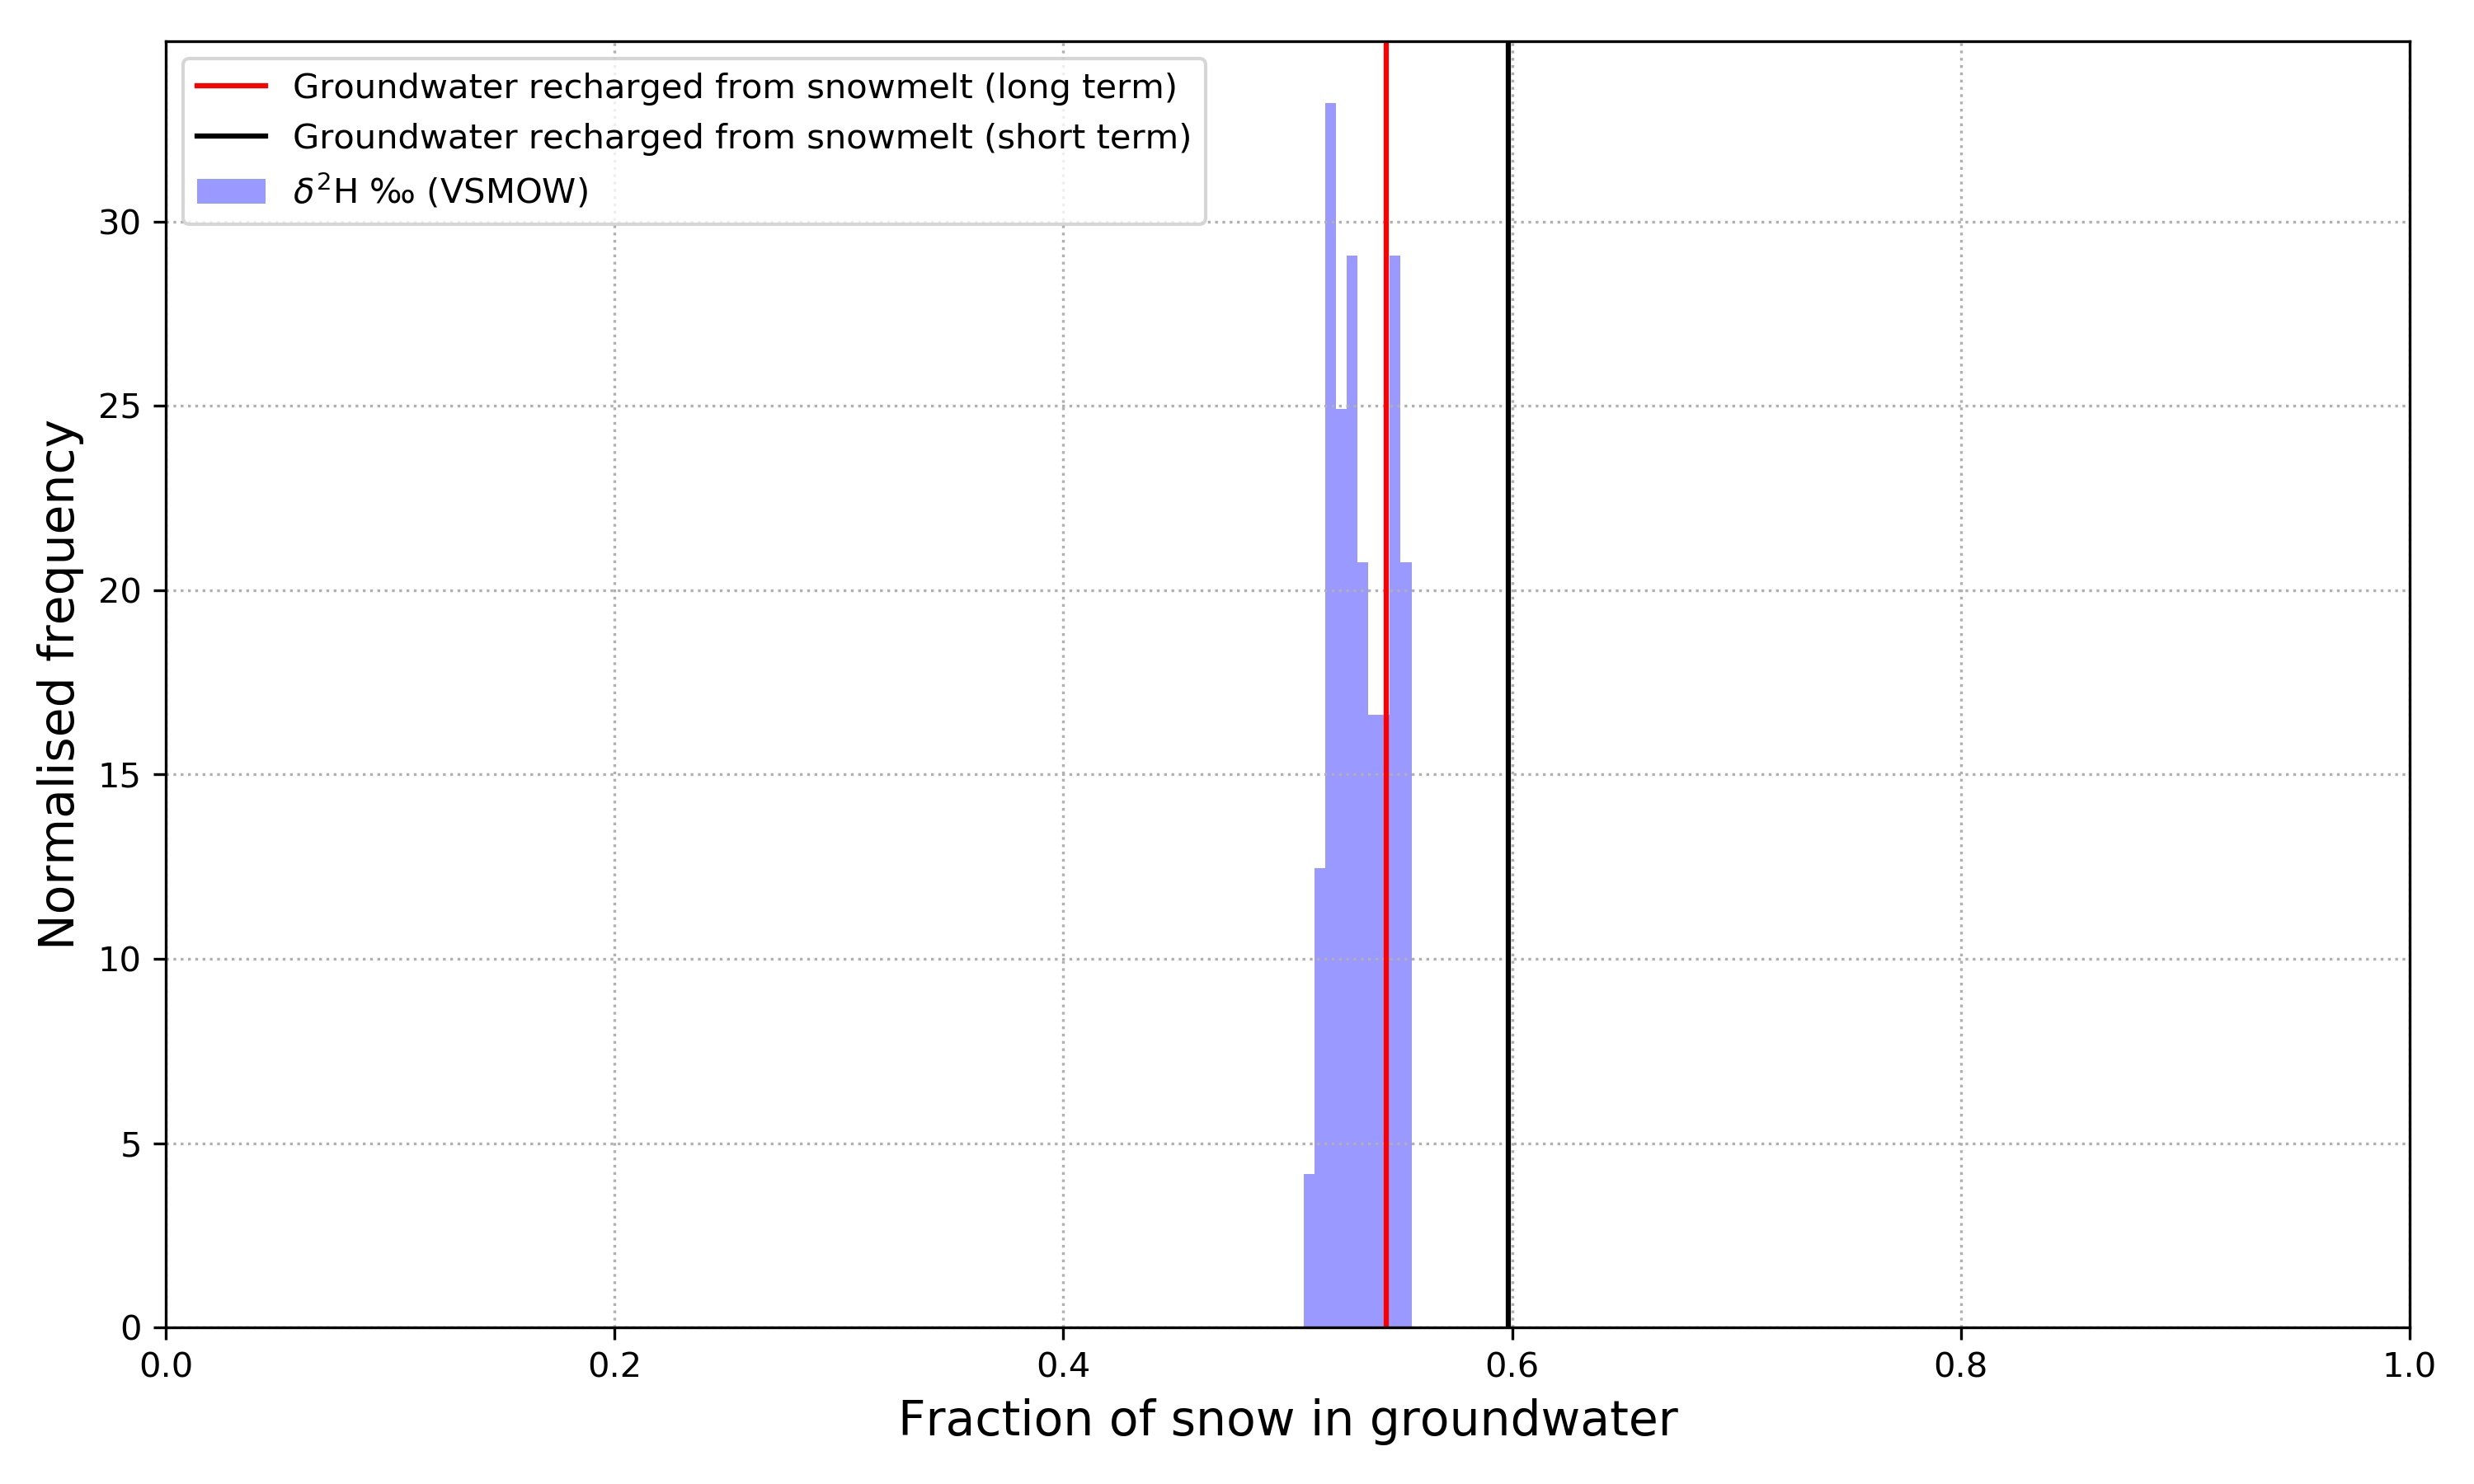 Groundwater recharged from snowmelt (long term)
Groundwater recharged from snowmelt (short term)
δ²H ‰ (VSMOW)
30
25
20
15
10
5
0
Normalised frequency
0.0 0.2 0.4 0.6 0.8 1.0
Fraction of snow in groundwater